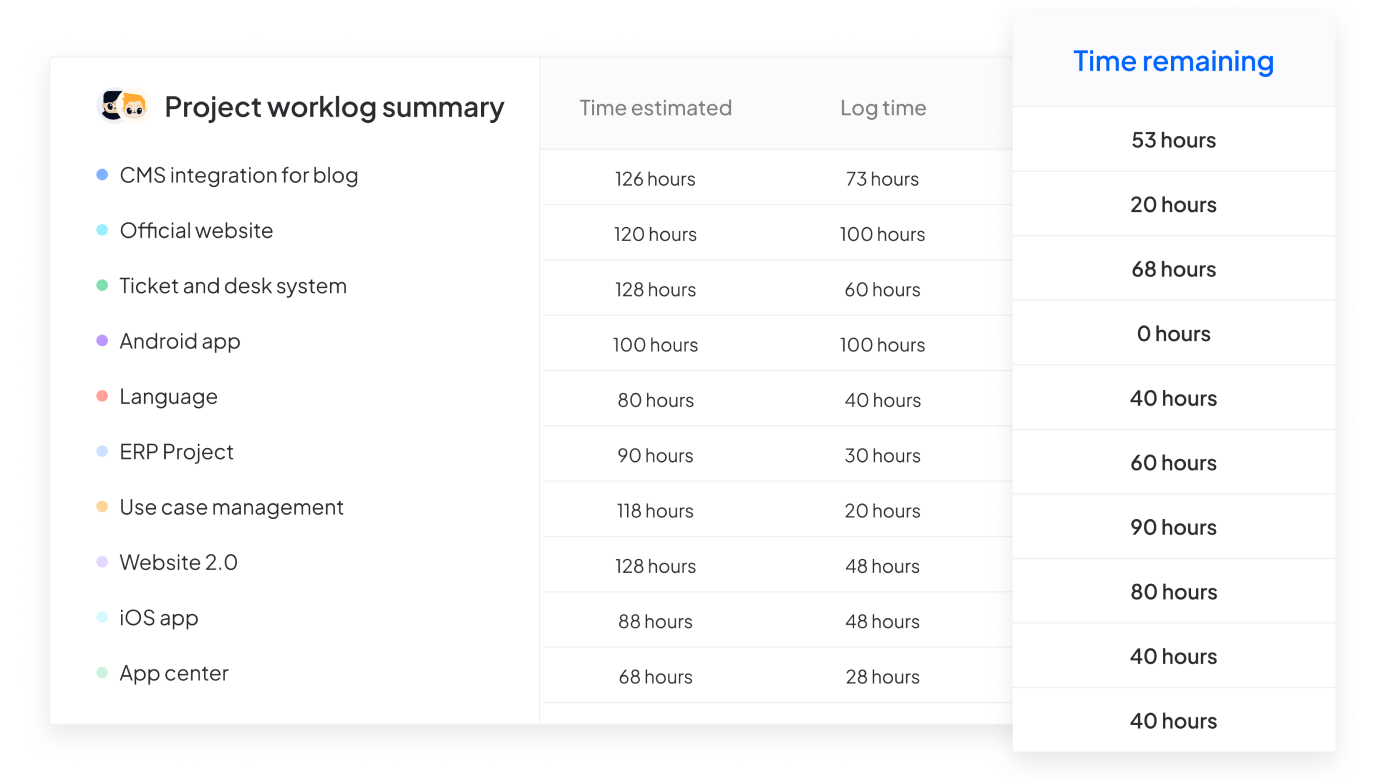 Time remaining
Project worklog summary Time estimated Log time
CMS integration for blog 126 hours 73 hours 53 hours
Official website 120 hours 100 hours 20 hours
Ticket and desk system 128 hours 60 hours 68 hours
Android app 100 hours 100 hours 0 hours
Language 80 hours 40 hours 40 hours
ERP Project 90 hours 30 hours 60 hours
Use case management 118 hours 20 hours 90 hours
Website 2.0 128 hours 48 hours 80 hours
iOS app 88 hours 48 hours 40 hours
App center 68 hours 28 hours 40 hours